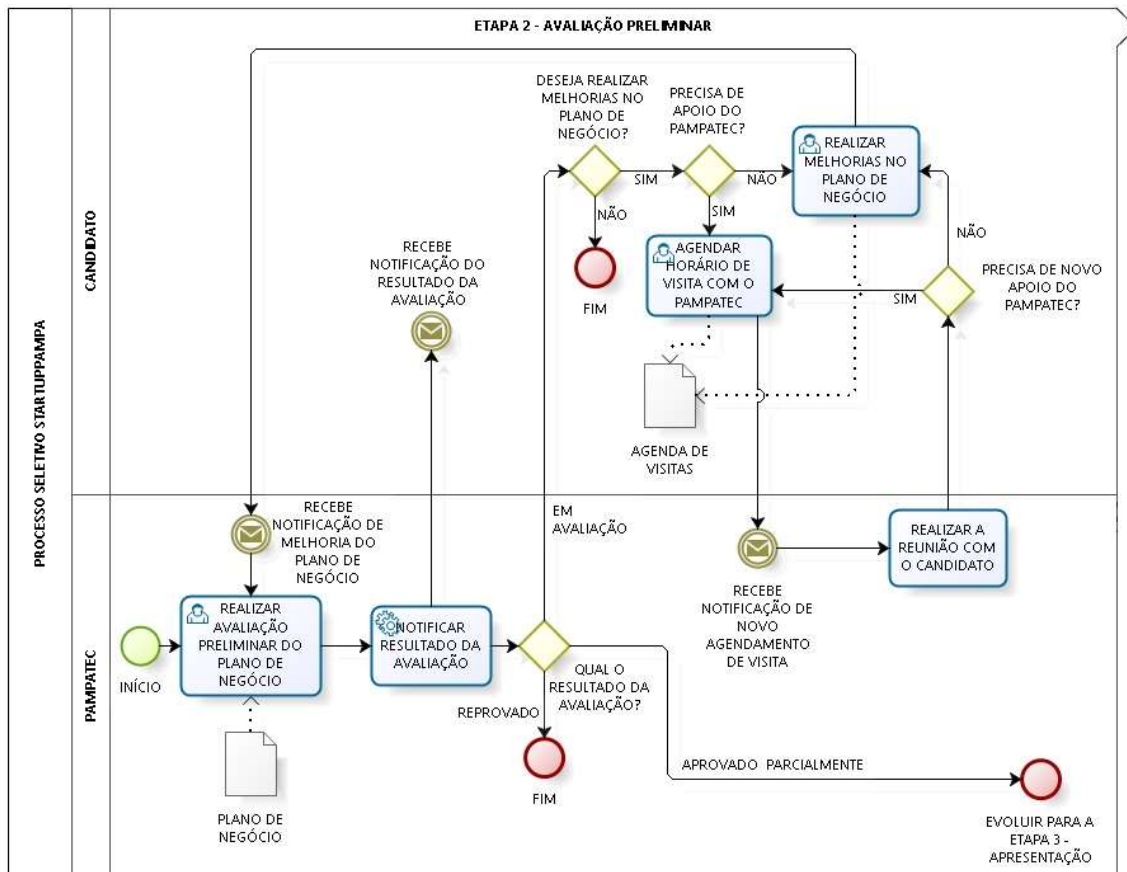 ETAPA 2 - AVALIAÇÃO PRELIMINAR
PROCESSO SELETIVO STARTUPPAMPA
CANDIDATO
DESEJA REALIZAR
MELHORIAS NO
PLANO DE
NEGÓCIO?
PRECISA DE
APOIO DO
PAMPATEC?
REALIZAR
MELHORIAS NO
PLANO DE
NEGÓCIO
SIM
NÃO
NÃO
SIM
NÃO
RECEBE
NOTIFICAÇÃO DO
RESULTADO DA
AVALIAÇÃO
FIM
AGENDAR
HORÁRIO DE
VISITA COM O
PAMPATEC
SIM
PRECISA DE NOVO
APOIO DO
PAMPATEC?
AGENDA DE
VISITAS
PAMPATEC
RECEBE
NOTIFICAÇÃO DE
MELHORIA DO
PLANO DE
NEGÓCIO
EM
AVALIAÇÃO
REALIZAR A
REUNIÃO COM
O CANDIDATO
RECEBE
NOTIFICAÇÃO DE
NOVO
AGENDAMENTO
DE VISITA
INÍCIO
REALIZAR
AVALIAÇÃO
PRELIMINAR DO
PLANO DE
NEGÓCIO
NOTIFICAR
RESULTADO DA
AVALIAÇÃO
QUAL O
RESULTADO DA
AVALIAÇÃO?
REPROVADO
FIM
APROVADO PARCIALMENTE
PLANO DE
NEGÓCIO
EVOLUIR PARA A
ETAPA 3 -
APRESENTAÇÃO